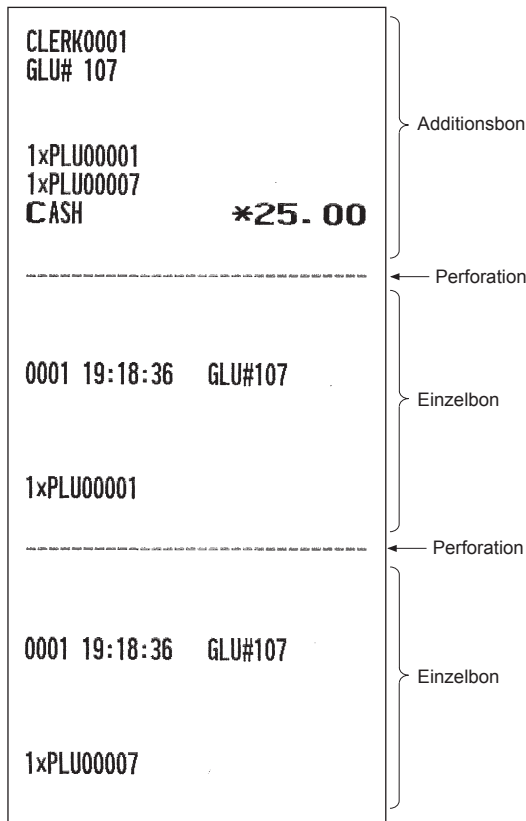 CLERK0001
GLU# 107
Additionsbon
1xPLU00001
1xPLU00007
CASH *25.00
Perforation
0001 19:18:36 GLU#107
Einzelbon
1xPLU00001
Perforation
0001 19:18:36 GLU#107
Einzelbon
1xPLU00007